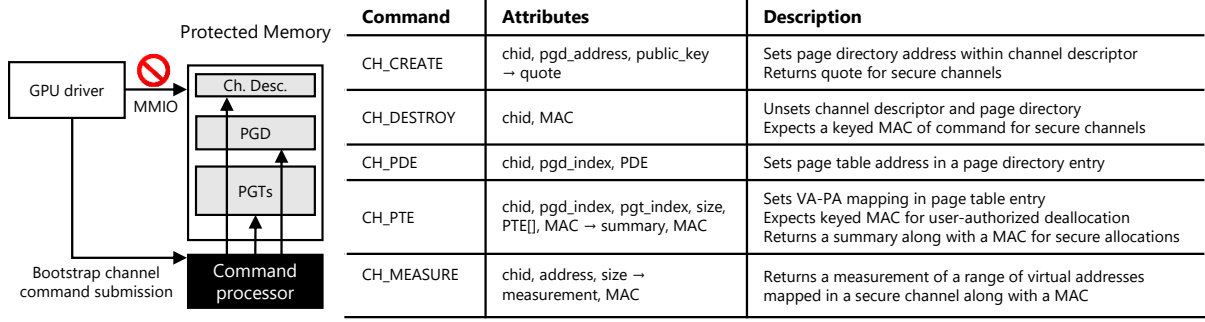 Protected Memory
GPU driver
MMIO
Ch. Desc.
PGD
PGTs
Bootstrap channel
command submission
Command
processor
Command Attributes Description
CH_CREATE
chid, pgd_address, public_key
→ quote
Sets page directory address within channel descriptor
Returns quote for secure channels
CH_DESTROY
chid, MAC
Unsets channel descriptor and page directory
Expects a keyed MAC of command for secure channels
CH_PDE
chid, pgd_index, PDE
Sets page table address in a page directory entry
CH_PTE
chid, pgd_index, pgt_index, size,
PTE[], MAC → summary, MAC
Sets VA-PA mapping in page table entry
Expects keyed MAC for user-authorized deallocation
Returns a summary along with a MAC for secure allocations
CH_MEASURE
chid, address, size →
measurement, MAC
Returns a measurement of a range of virtual addresses
mapped in a secure channel along with a MAC